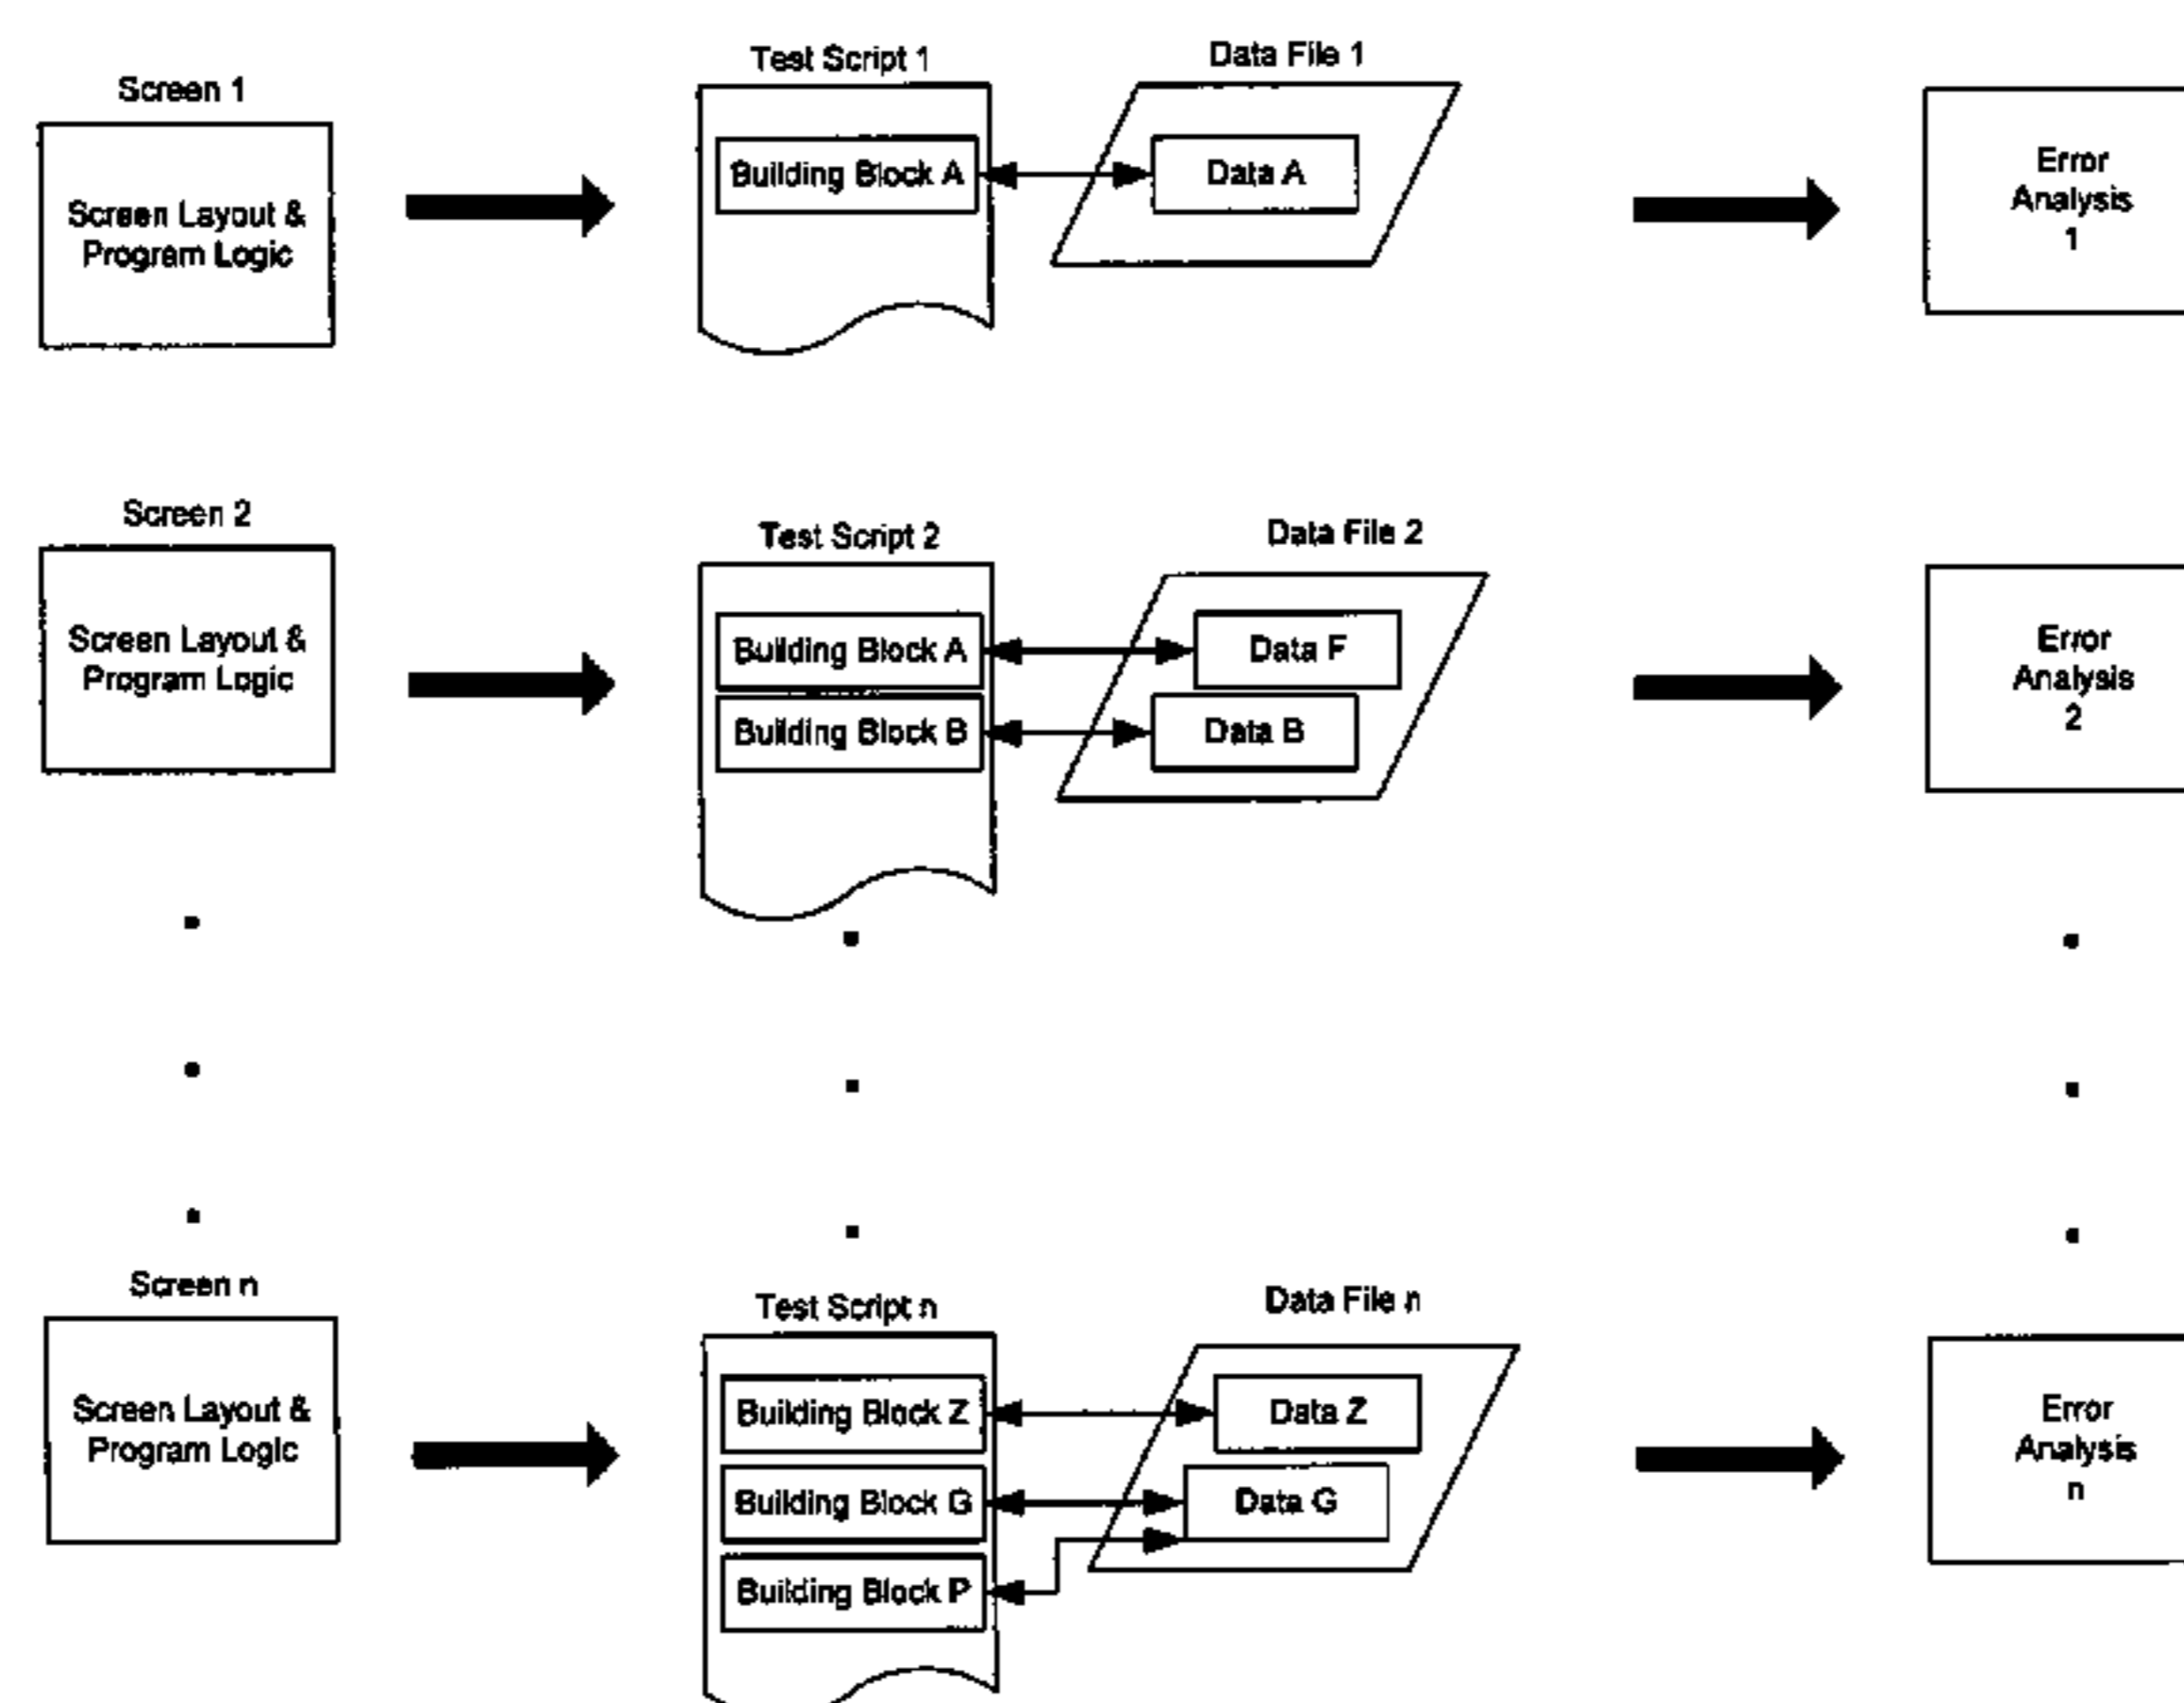 Screen 1
Screen Layout &
Program Logic
Test Script 1
Building Block A
Data File 1
Data A
Error
Analysis
1
Screen 2
Screen Layout &
Program Logic
Test Script 2
Building Block A
Building Block B
Data File 2
Data F
Data B
Error
Analysis
2
Screen n
Screen Layout &
Program Logic
Test Script n
Building Block Z
Building Block G
Building Block P
Data File n
Data Z
Data G
Error
Analysis
n